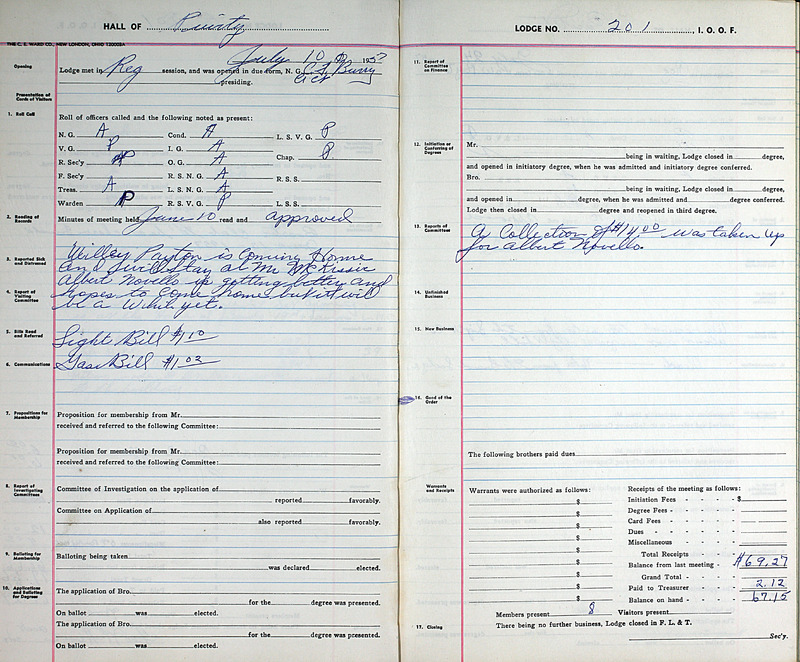 HALL OF Purity
THE C. E. WARD CO., NEW LONDON, OHIO 120028A
July 10 1953
Opening
Lodge met in Reg session, and was opened in due form, N. G. C L Burry
presiding. Act
Presentation of Cards of Visitors
1. Roll Call
Roll of officers called and the following noted as present:
N. G. A Cond. A L. S. V. G. P
V. G. P I. G. A Chap. P
R. Sec'y P O. G. A
F. Sec'y R. S. N. G. A R. S. S.
Treas. A L. S. N. G. A
Warden P R. S. V. G. P L. S. S.
2. Reading of Records
Minutes of meeting held June 10 read and approved
3. Reported Sick and Distressed
Willey Payton is Coming Home
and will stay at Mr McKissic
Albert Novello is getting better and
4. Report of Visiting Committee
hopes to come home but it will
be a While yet.
5. Bills Read and Referred
Light Bill $1.10
6. Communications
Gas Bill $1.02
7. Propositions for Membership
Proposition for membership from Mr.
received and referred to the following Committee:
Proposition for membership from Mr.
received and referred to the following Committee:
8. Report of Investigating Committees
Committee of Investigation on the application of
reported favorably.
Committee on Application of
also reported favorably.
9. Balloting for Membership
Balloting being taken
was declared elected.
10. Applications and Balloting for Degrees
The application of Bro.
for the degree was presented.
On ballot was elected.
The application of Bro.
for the degree was presented.
On ballot was elected.
LODGE NO. 201, I. O. O. F.
11. Report of Committee on Finance
12. Initiation or Conferring of Degrees
Mr.
being in waiting, Lodge closed in degree,
and opened in initiatory degree, when he was admitted and initiatory degree conferred.
Bro.
being in waiting, Lodge closed in degree,
and opened in degree, when he was admitted and degree conferred.
Lodge then closed in degree and reopened in third degree.
13. Reports of Committees
A Collection of $14.00 was taken up
for Albert Novello.
14. Unfinished Business
15. New Business
16. Good of the Order
The following brothers paid dues
Warrants and Receipts
Warrants were authorized as follows:
$
$
$
$
$
$
$
$
$
Receipts of the meeting as follows:
Initiation Fees - - - - $
Degree Fees - - - - -
Card Fees - - - - -
Dues - - - - -
Miscellaneous - - - -
Total Receipts - -
Balance from last meeting - $69.27
Grand Total - - -
Paid to Treasurer - - - 2.12
Balance on hand - - - - 67.15
Members present 8 Visitors present
17. Closing
There being no further business, Lodge closed in F. L. & T.
Sec'y.